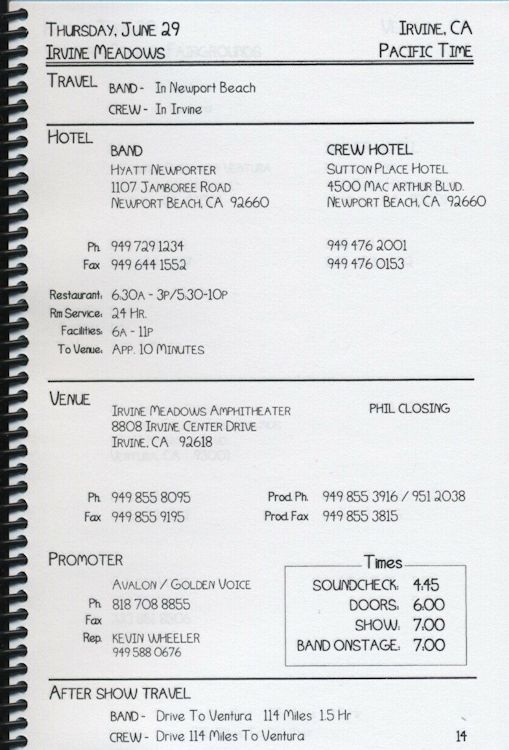 THURSDAY, JUNE 29 IRVINE, CA
IRVINE MEADOWS PACIFIC TIME
TRAVEL BAND - In Newport Beach
CREW - In Irvine
HOTEL
BAND CREW HOTEL
HYATT NEWPORTER SUTTON PLACE HOTEL
1107 JAMBOREE ROAD 4500 MAC ARTHUR BLVD.
NEWPORT BEACH, CA 92660 NEWPORT BEACH, CA 92660
Ph. 949 729 1234 949 476 2001
Fax 949 644 1552 949 476 0153
Restaurant: 6.30A - 3P/5.30-10P
Rm Service: 24 HR.
Facilities: 6A - 11P
To Venue: APP. 10 MINUTES
VENUE
IRVINE MEADOWS AMPHITHEATER PHIL CLOSING
8808 IRVINE CENTER DRIVE
IRVINE, CA 92618
Ph. 949 855 8095 Prod. Ph. 949 855 3916 / 951 2038
Fax 949 855 9195 Prod. Fax 949 855 3815
PROMOTER
AVALON / GOLDEN VOICE
Ph. 818 708 8855
Fax
Rep. KEVIN WHEELER
949 588 0676
Times
SOUNDCHECK: 4:45
DOORS: 6:00
SHOW: 7:00
BAND ONSTAGE: 7:00
AFTER SHOW TRAVEL
BAND - Drive To Ventura 114 Miles 1.5 Hr
CREW - Drive 114 Miles To Ventura
14